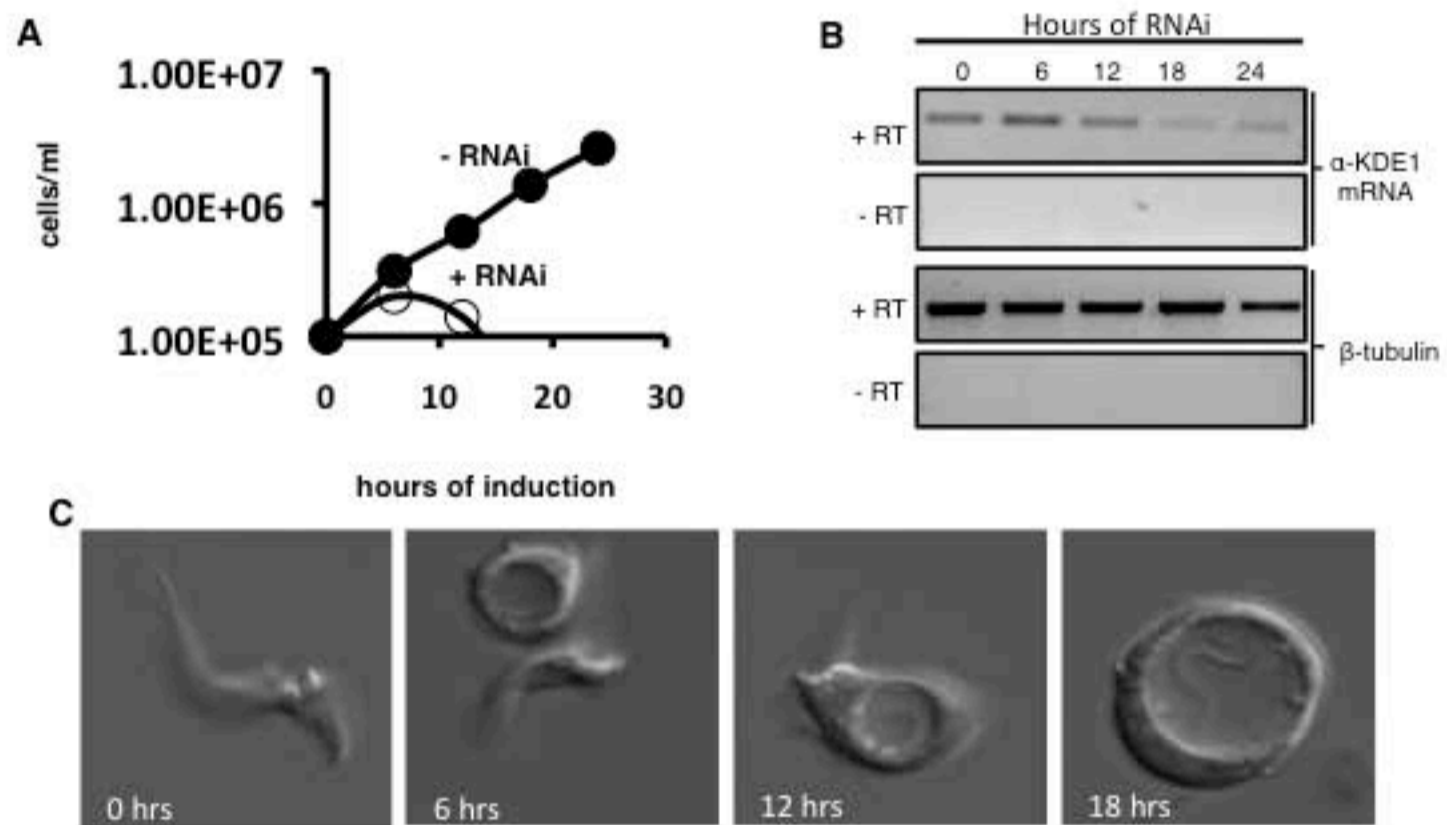 A
1.00E+07
1.00E+06
1.00E+05
cells/ml
- RNAi
+ RNAi
0 10 20 30
hours of induction
B
Hours of RNAi
0 6 12 18 24
+ RT
- RT
α-KDE1
mRNA
+ RT
- RT
β-tubulin
C
0 hrs
6 hrs
12 hrs
18 hrs